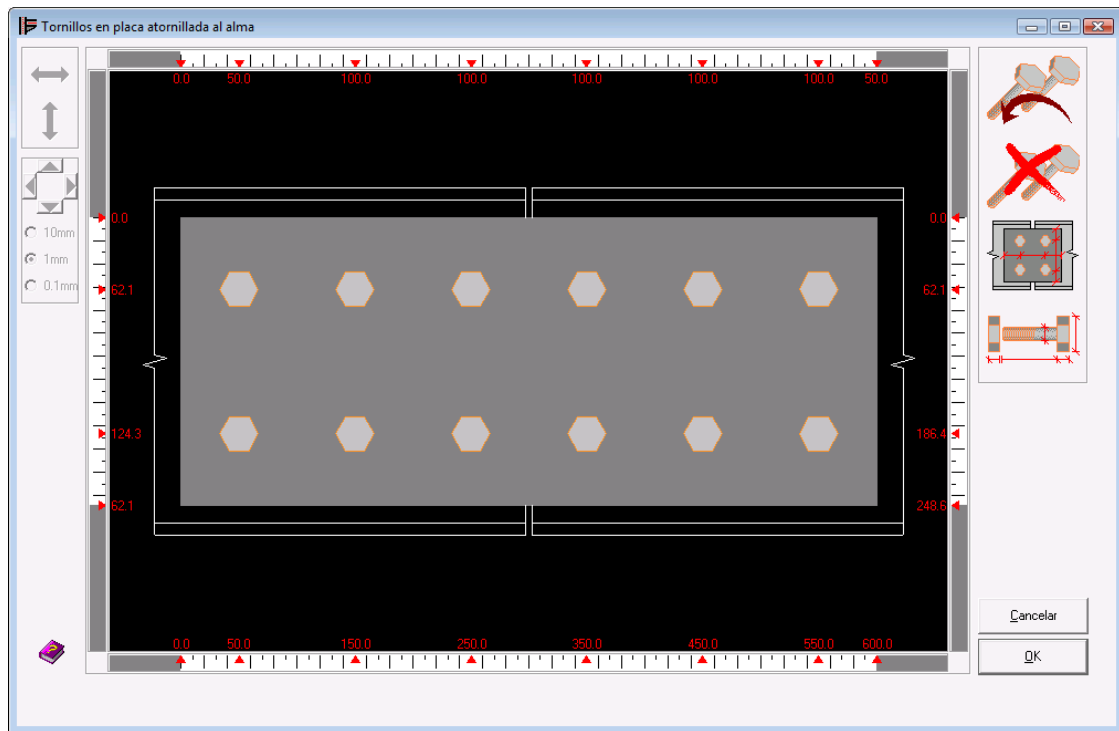 Tornillos en placa atornillada al alma
0.0 50.0 100.0 100.0 100.0 100.0 100.0 50.0
0.0 0.0
10mm
1mm
62.1 62.1
0.1mm
124.3 186.4
62.1 248.6
Cancelar
0.0 50.0 150.0 250.0 350.0 450.0 550.0 600.0
OK